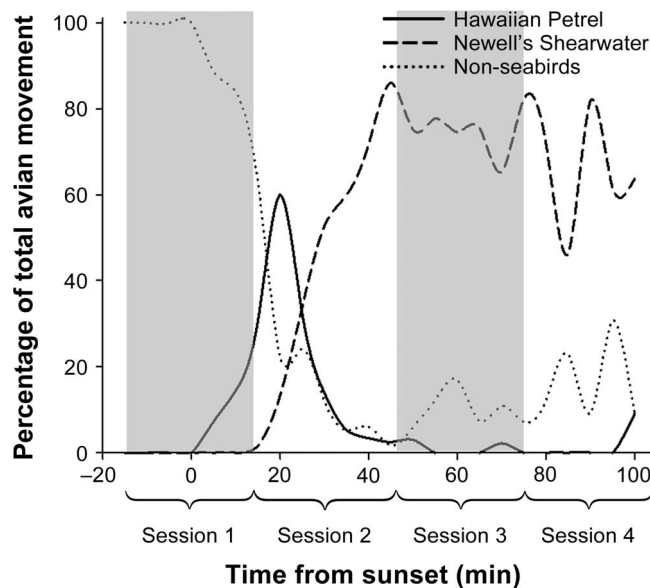 Hawaiian Petrel
Newell's Shearwater
Non-seabirds
Percentage of total avian movement
100
80
60
40
20
0
−20 0 20 40 60 80 100
Session 1 Session 2 Session 3 Session 4
Time from sunset (min)